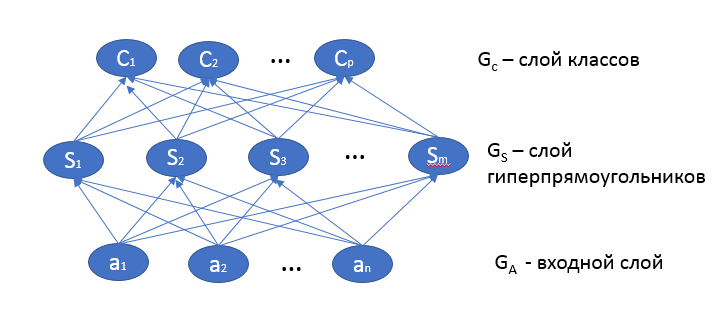 C1 C2 ... Cp Gc – слой классов
S1 S2 S3 ... Sm GS – слой
гиперпрямоугольников
a1 a2 ... an GA - входной слой